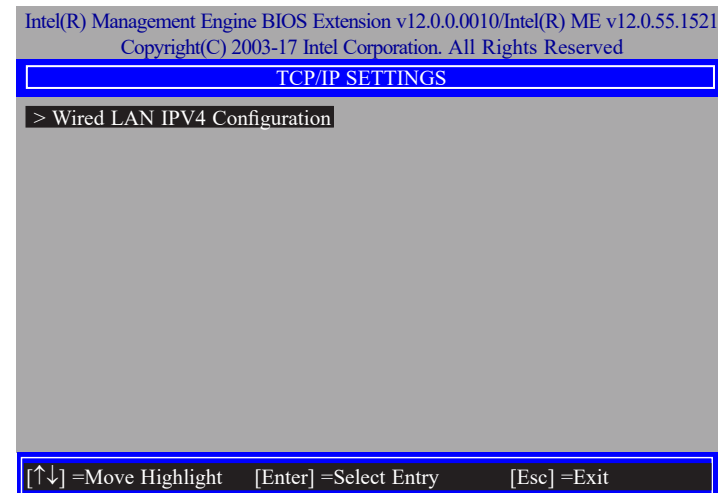 Intel(R) Management Engine BIOS Extension v12.0.0.0010/Intel(R) ME v12.0.55.1521
Copyright(C) 2003-17 Intel Corporation. All Rights Reserved
TCP/IP SETTINGS
> Wired LAN IPV4 Configuration
[↑↓] =Move Highlight [Enter] =Select Entry [Esc] =Exit